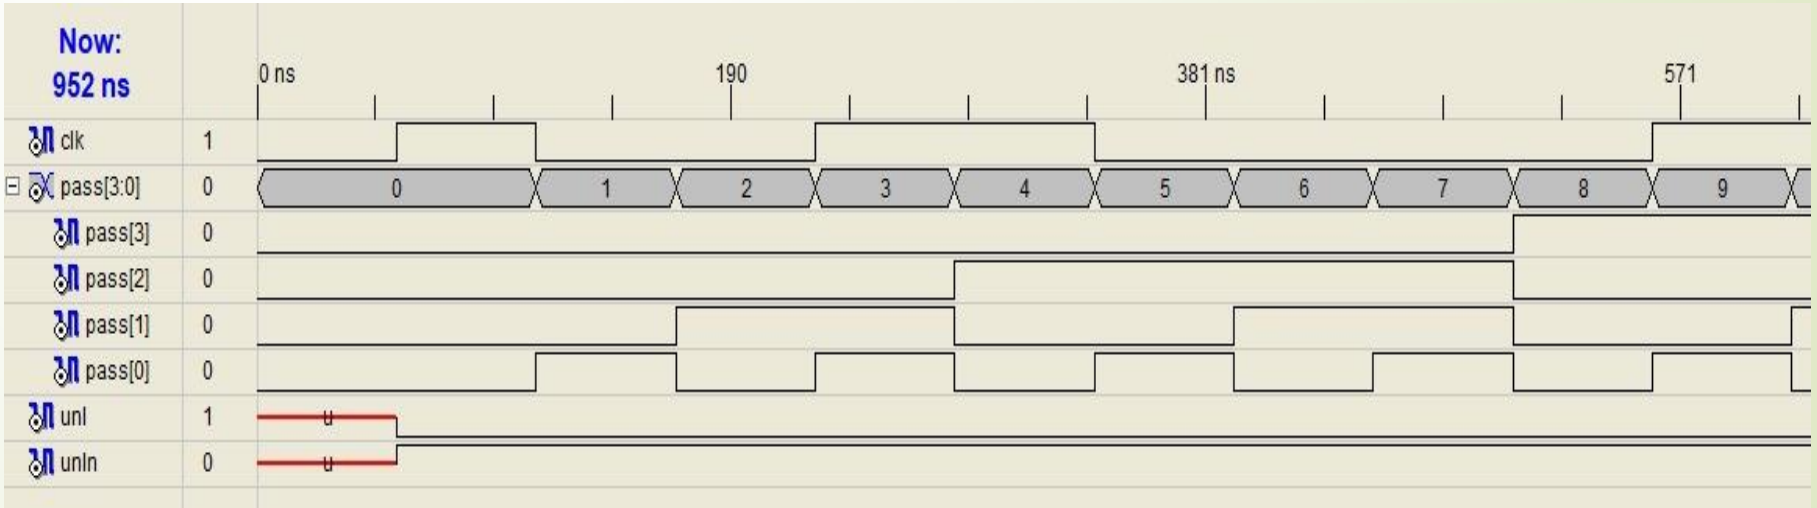 Now:
952 ns
0 ns 190 381 ns 571
clk 1
pass[3:0] 0 0 1 2 3 4 5 6 7 8 9
pass[3] 0
pass[2] 0
pass[1] 0
pass[0] 0
unl 1 u
unln 0 u